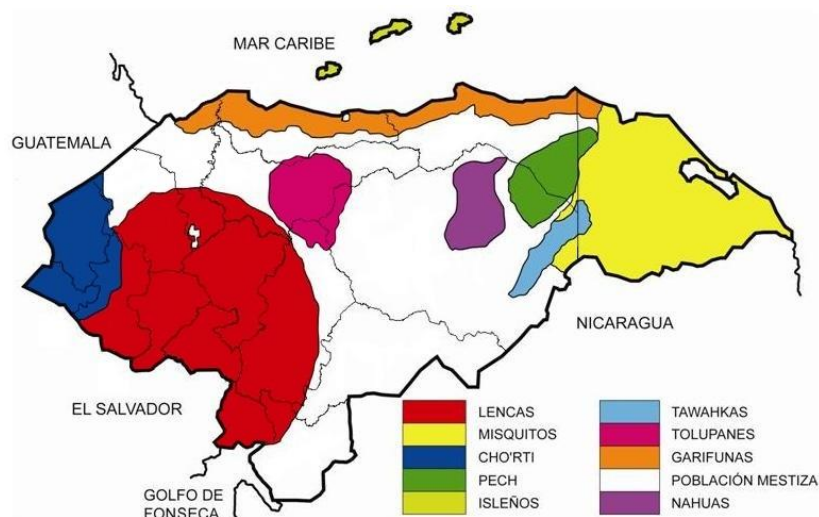 MAR CARIBE
GUATEMALA
NICARAGUA
EL SALVADOR
GOLFO DE
FONSECA
LENCAS
MISQUITOS
CHO'RTI
PECH
ISLEÑOS
TAWAHKAS
TOLUPANES
GARIFUNAS
POBLACIÓN MESTIZA
NAHUAS